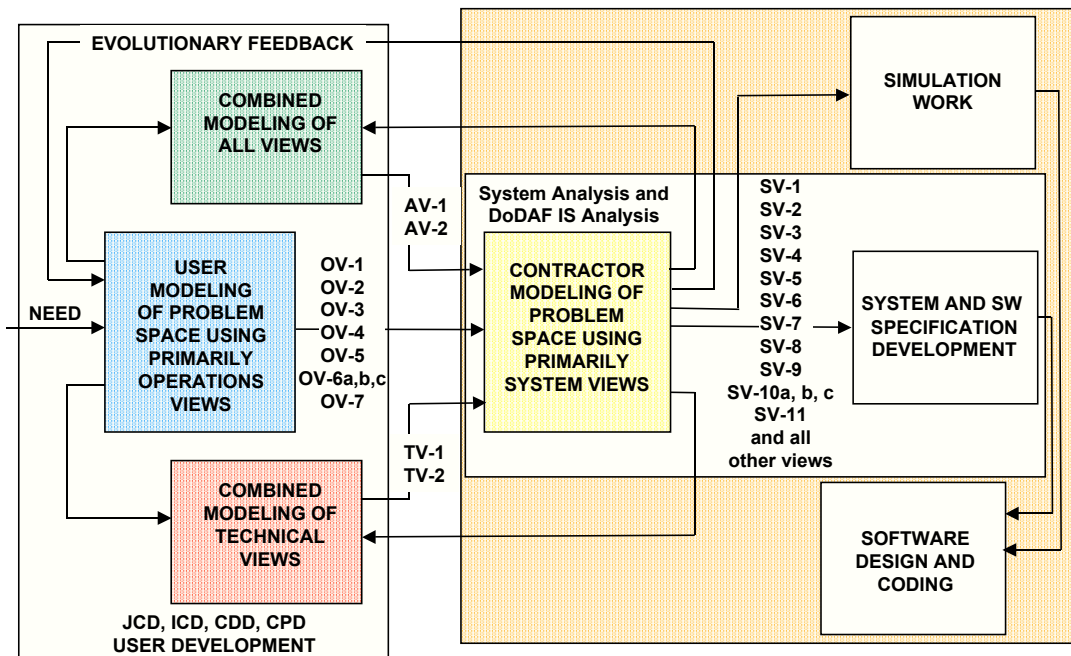 EVOLUTIONARY FEEDBACK
COMBINED
MODELING OF
ALL VIEWS
AV-1
AV-2
NEED
USER
MODELING
OF PROBLEM
SPACE USING
PRIMARILY
OPERATIONS
VIEWS
OV-1
OV-2
OV-3
OV-4
OV-5
OV-6a,b,c
OV-7
TV-1
TV-2
COMBINED
MODELING OF
TECHNICAL
VIEWS
JCD, ICD, CDD, CPD
USER DEVELOPMENT
System Analysis and
DoDAF IS Analysis
CONTRACTOR
MODELING OF
PROBLEM
SPACE USING
PRIMARILY
SYSTEM VIEWS
SV-1
SV-2
SV-3
SV-4
SV-5
SV-6
SV-7
SV-8
SV-9
SV-10a, b, c
SV-11
and all
other views
SIMULATION
WORK
SYSTEM AND SW
SPECIFICATION
DEVELOPMENT
SOFTWARE
DESIGN AND
CODING